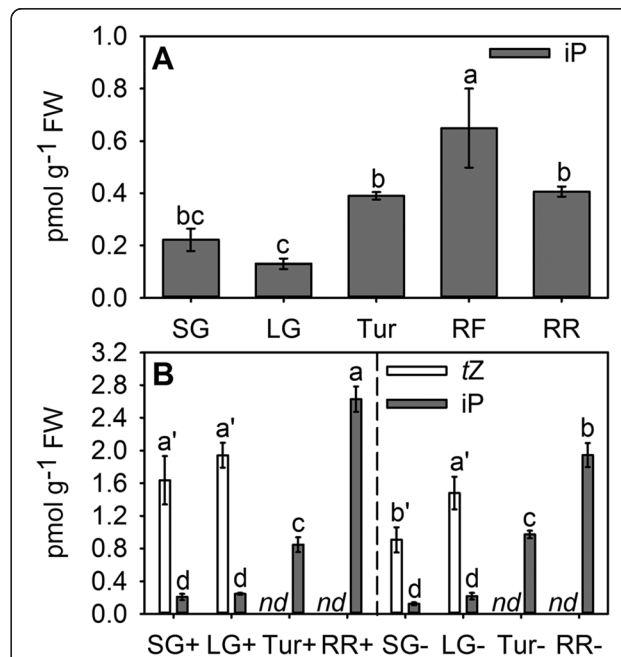 A
iP
pmol g⁻¹ FW
1.0
0.8
0.6
0.4
0.2
0.0
bc
c
b
a
b
SG LG Tur RF RR
B
tZ
iP
pmol g⁻¹ FW
3.2
2.8
2.4
2.0
1.6
1.2
0.8
0.4
0.0
a' d a' d nd c nd a b' d a' d nd c nd b
SG+ LG+ Tur+ RR+ SG- LG- Tur- RR-